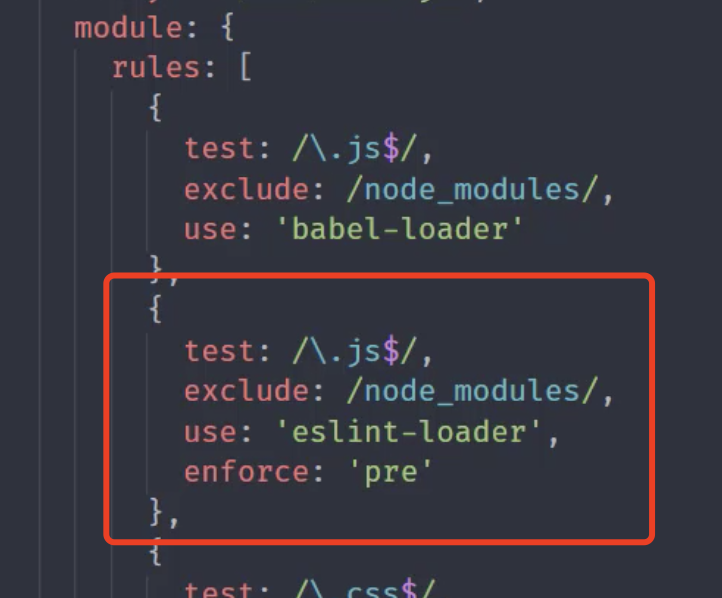 module: {
rules: [
{
test: /\.js$/,
exclude: /node_modules/,
use: 'babel-loader'
},
{
test: /\.js$/,
exclude: /node_modules/,
use: 'eslint-loader',
enforce: 'pre'
},
{
test: /\.css$/